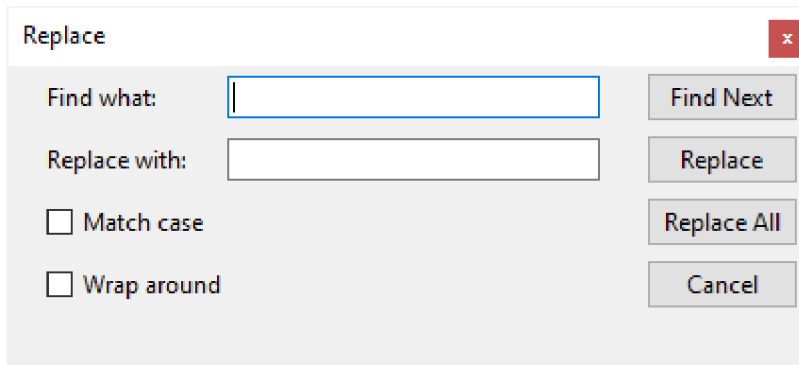 Replace
x
Find what:
Find Next
Replace with:
Replace
Match case
Replace All
Wrap around
Cancel